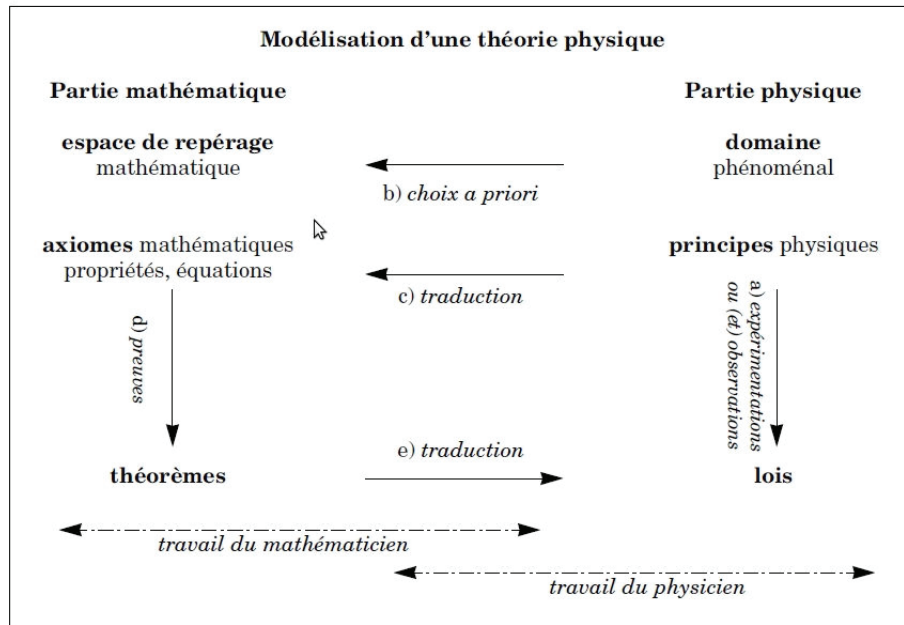 Modélisation d'une théorie physique
Partie mathématique
Partie physique
espace de repérage
mathématique
domaine
phénoménal
b) choix a priori
axiomes mathématiques
propriétés, équations
principes physiques
c) traduction
d) preuves
a) expérimentations
ou (et) observations
e) traduction
théorèmes
lois
travail du mathématicien
travail du physicien